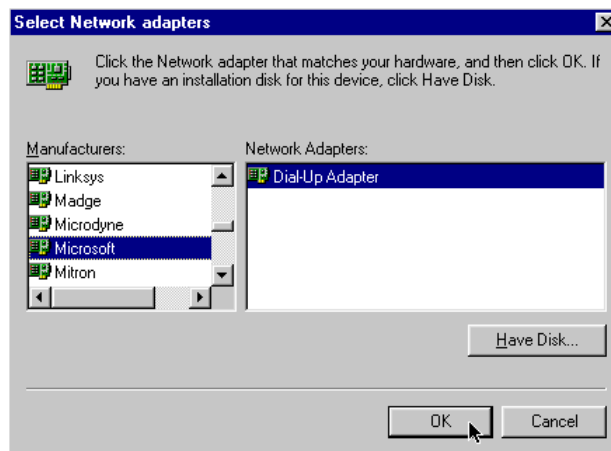 Select Network adapters
Click the Network adapter that matches your hardware, and then click OK. If
you have an installation disk for this device, click Have Disk.
Manufacturers:
Linksys
Madge
Microdyne
Microsoft
Mitron
Network Adapters:
Dial-Up Adapter
Have Disk...
OK
Cancel